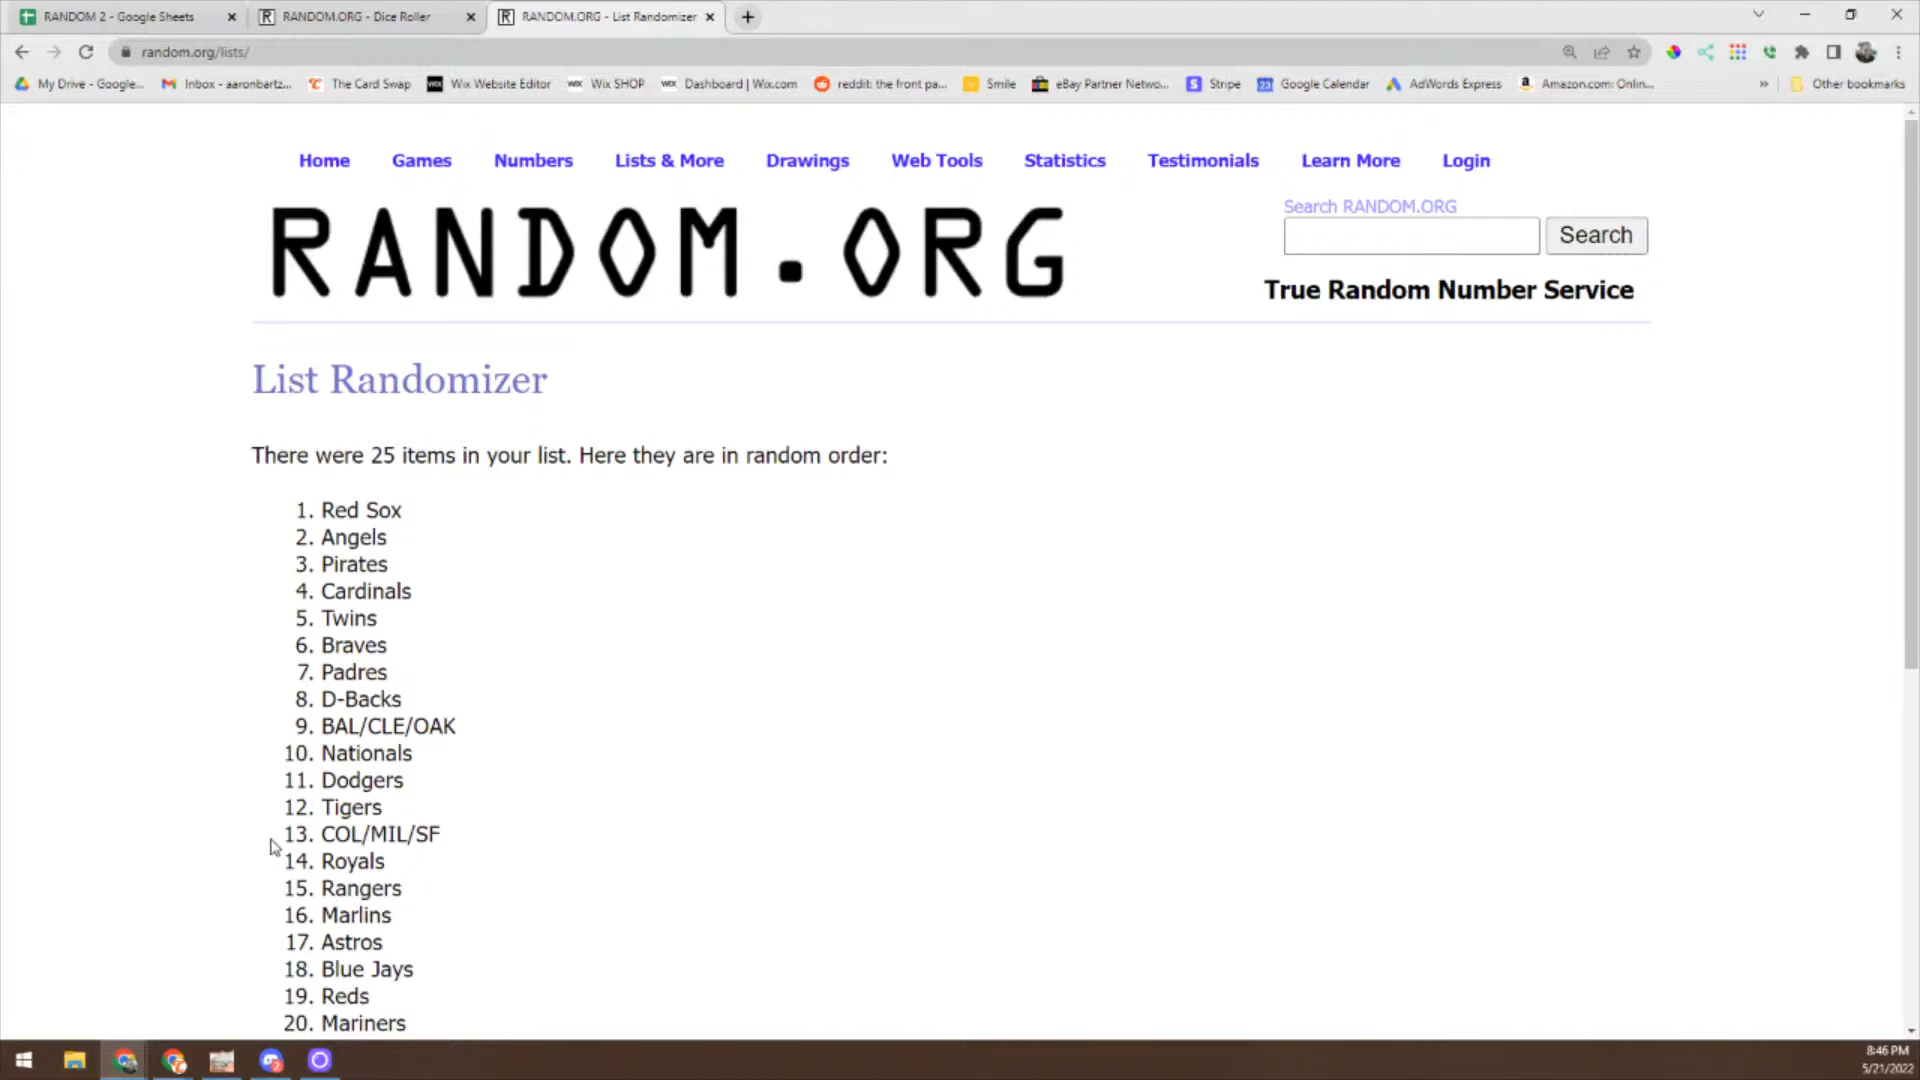 RANDOM 2 - Google Sheets
RANDOM.ORG - Dice Roller
RANDOM.ORG - List Randomizer
random.org/lists/
My Drive - Google...
Inbox - aaronbartz...
The Card Swap
Wix Website Editor
Wix SHOP
Dashboard | Wix.com
reddit: the front pa...
Smile
eBay Partner Netwo...
Stripe
Google Calendar
AdWords Express
Amazon.com: Onlin...
Other bookmarks
Home
Games
Numbers
Lists & More
Drawings
Web Tools
Statistics
Testimonials
Learn More
Login
RANDOM.ORG
Search RANDOM.ORG
Search
True Random Number Service
List Randomizer
There were 25 items in your list. Here they are in random order:
1. Red Sox
2. Angels
3. Pirates
4. Cardinals
5. Twins
6. Braves
7. Padres
8. D-Backs
9. BAL/CLE/OAK
10. Nationals
11. Dodgers
12. Tigers
13. COL/MIL/SF
14. Royals
15. Rangers
16. Marlins
17. Astros
18. Blue Jays
19. Reds
20. Mariners
8:46 PM
5/21/2022